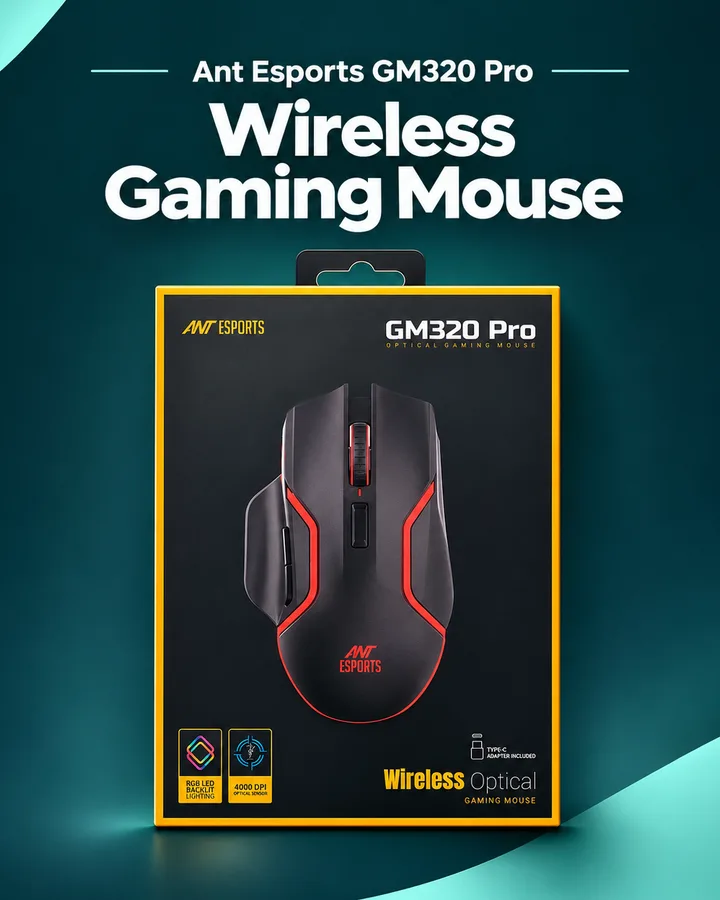 Ant Esports GM320 Pro
Wireless
Gaming Mouse
ANT ESPORTS
GM320 Pro
OPTICAL GAMING MOUSE
ANT
ESPORTS
RGB LED
BACKLIT
LIGHTING
4000 DPI
OPTICAL SENSOR
TYPE-C
ADAPTER INCLUDED
Wireless Optical
GAMING MOUSE